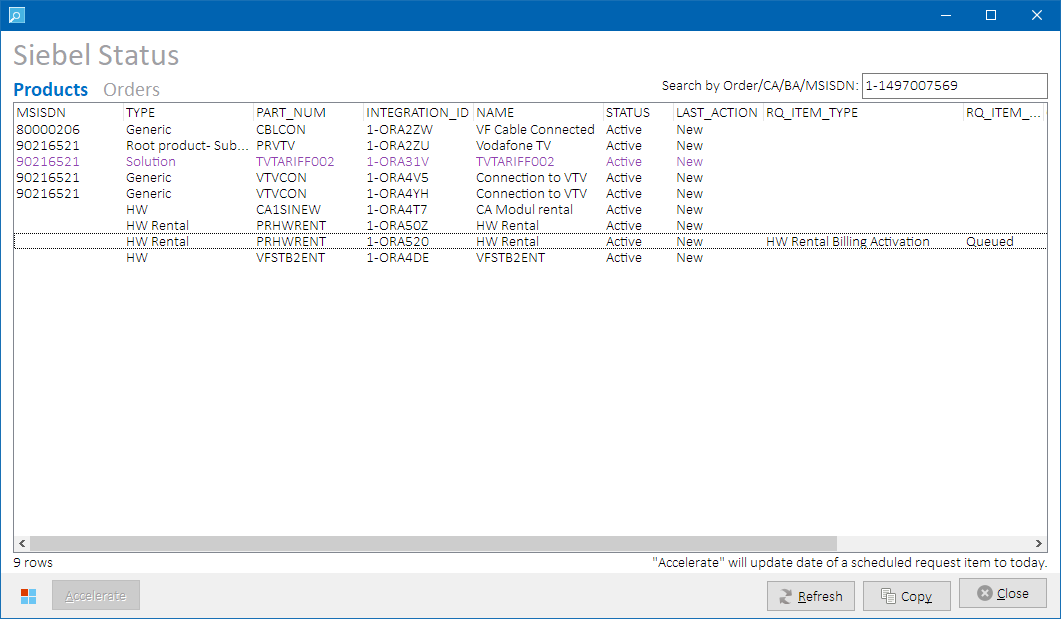 Siebel Status
Products Orders
Search by Order/CA/BA/MSISDN: 1-1497007569
MSISDN TYPE PART_NUM INTEGRATION_ID NAME STATUS LAST_ACTION RQ_ITEM_TYPE RQ_ITEM_...
80000206 Generic CBLCON 1-ORA2ZW VF Cable Connected Active New
90216521 Root product- Sub... PRVTV 1-ORA2ZU Vodafone TV Active New
90216521 Solution TVTARIFF002 1-ORA31V TVTARIFF002 Active New
90216521 Generic VTVCON 1-ORA4V5 Connection to VTV Active New
90216521 Generic VTVCON 1-ORA4YH Connection to VTV Active New
HW CA1SINEW 1-ORA4T7 CA Modul rental Active New
HW Rental PRHWRENT 1-ORA50Z HW Rental Active New
HW Rental PRHWRENT 1-ORA520 HW Rental Active New HW Rental Billing Activation Queued
HW VFSTB2ENT 1-ORA4DE VFSTB2ENT Active New
9 rows "Accelerate" will update date of a scheduled request item to today.
Accelerate Refresh Copy Close